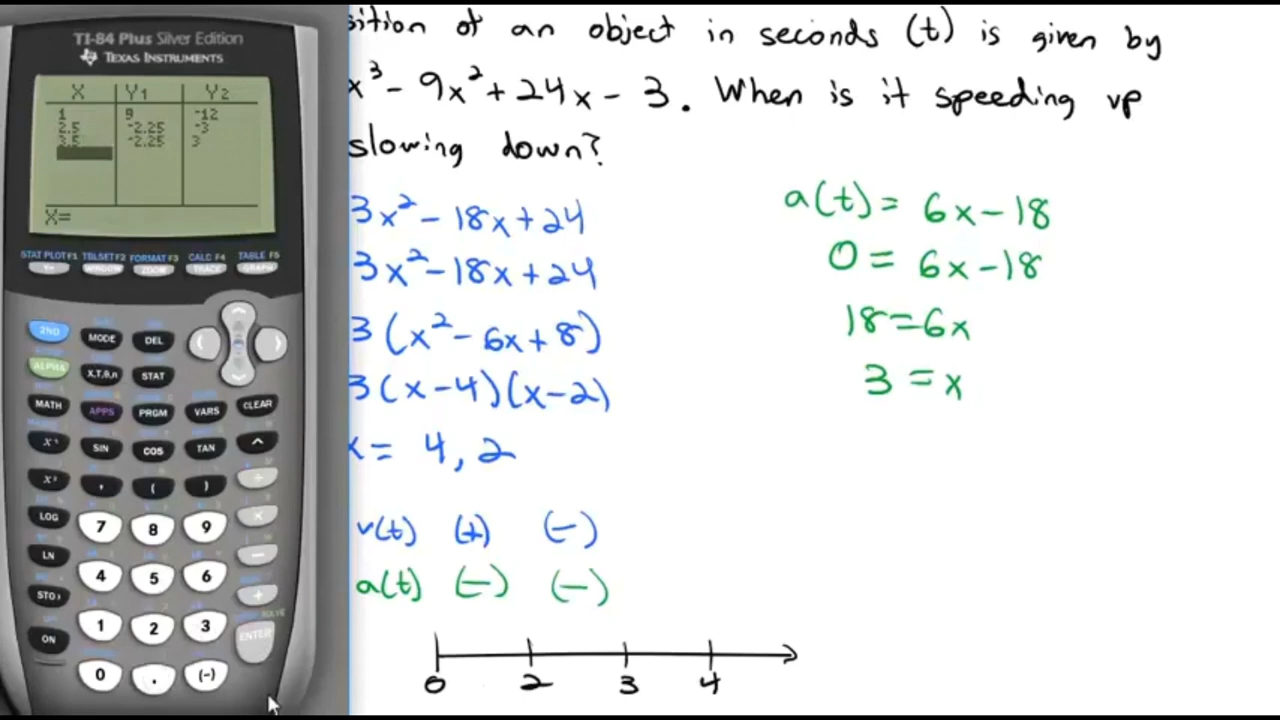 TI-84 Plus Silver Edition
TEXAS INSTRUMENTS
X Y1 Y2
1 9 -12
2.5 -2.25 -3
3.5 -2.25 3
X=
STAT PLOT F1 TBLSET F2 FORMAT F3 CALC F4 TABLE F5
Y= WINDOW ZOOM TRACE GRAPH
2ND MODE DEL
ALPHA X,T,θ,n STAT
MATH APPS PRGM VARS CLEAR
SIN COS TAN ^
x² , ( ) ÷
LOG 7 8 9 ×
LN 4 5 6 −
STO› 1 2 3 +
ON 0 . (-) ENTER
sition of an object in seconds (t) is given by
x³ - 9x² + 24x - 3. When is it speeding up
slowing down?
3x² - 18x + 24
3x² - 18x + 24
3(x² - 6x + 8)
3(x-4)(x-2)
x = 4, 2
a(t) = 6x - 18
0 = 6x - 18
18 = 6x
3 = x
v(t) (+) (-)
a(t) (-) (-)
0 2 3 4